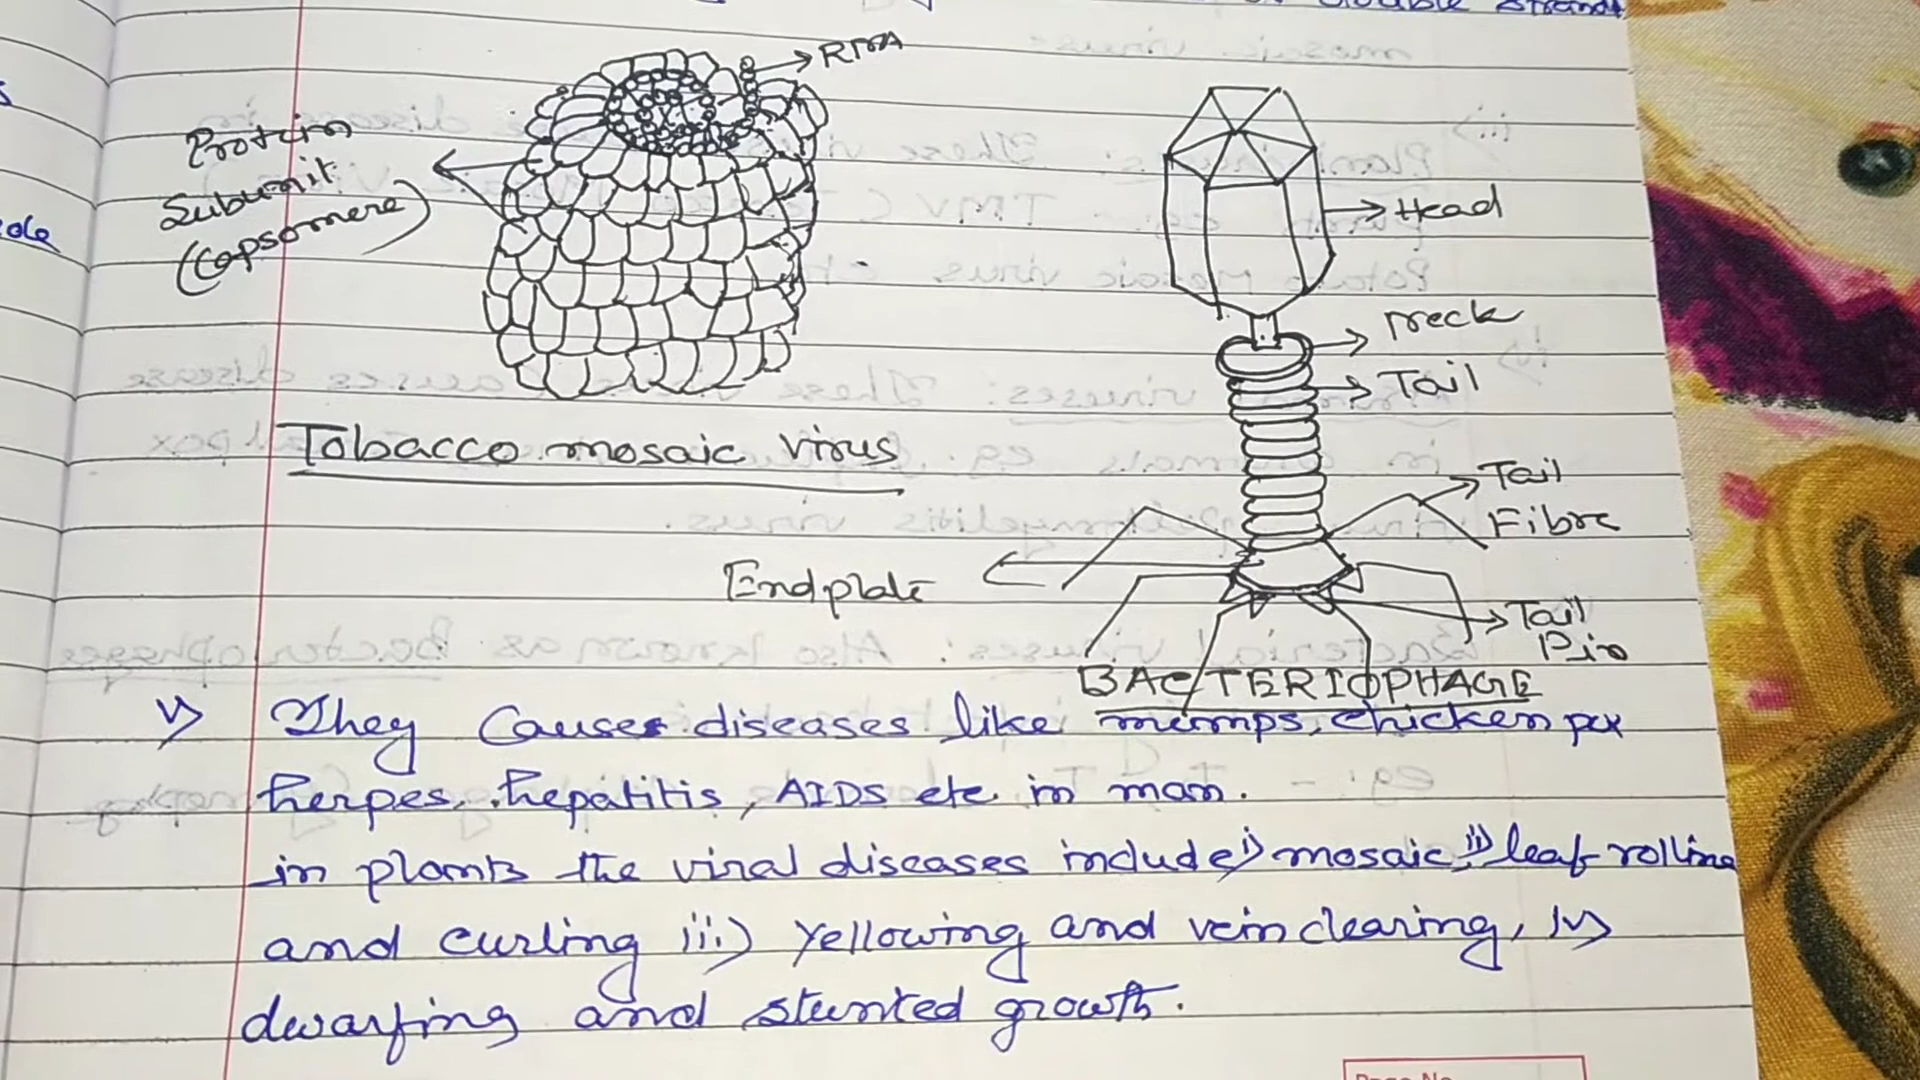 double strand
RNA
Protein
Subunit
(Capsomere)
Tobacco mosaic virus
Head
Neck
Tail
Tail
Fibre
Endplate
Tail
Pin
BACTERIOPHAGE
v) They Causes diseases like mumps, chicken pox
herpes, hepatitis, AIDS etc in man.
in plants the viral diseases include i) mosaic, ii) leaf rolling
and curling iii) yellowing and vein clearing, iv)
dwarfing and stunted growth.